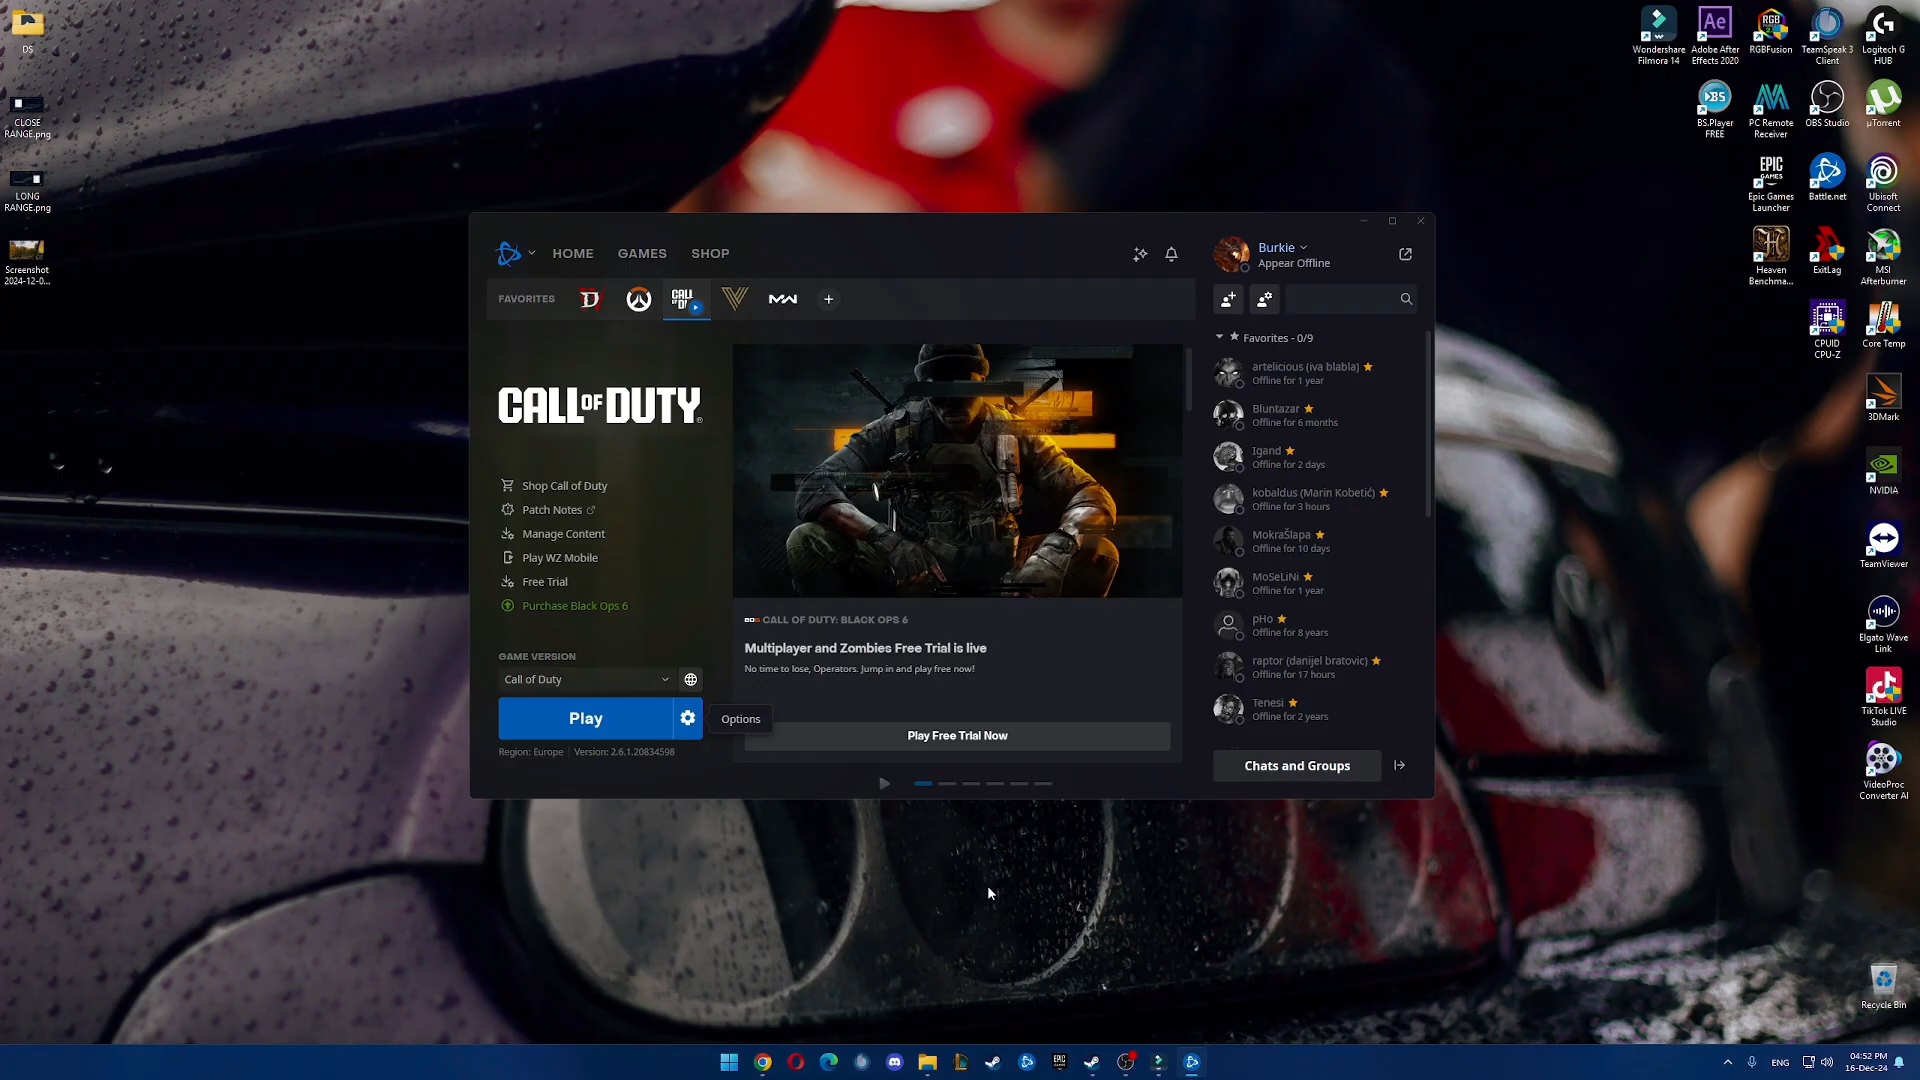 DS
CLOSE
RANGE.png
LONG
RANGE.png
Screenshot
2024-12-0...
HOME
GAMES
SHOP
FAVORITES
CALL OF DUTY
Shop Call of Duty
Patch Notes
Manage Content
Play WZ Mobile
Free Trial
Purchase Black Ops 6
GAME VERSION
Call of Duty
Play
Options
Region: Europe | Version: 2.6.1.20834598
CALL OF DUTY: BLACK OPS 6
Multiplayer and Zombies Free Trial is live
No time to lose, Operators. Jump in and play free now!
Play Free Trial Now
Burkie
Appear Offline
Favorites - 0/9
artelicious (iva blabla)
Offline for 1 year
Bluntazar
Offline for 6 months
Igand
Offline for 2 days
kobaldus (Marin Kobetić)
Offline for 3 hours
MokraŠlapa
Offline for 10 days
MoSeLiNi
Offline for 1 year
pHo
Offline for 8 years
raptor (danijel bratovic)
Offline for 17 hours
Tenesi
Offline for 2 years
Chats and Groups
Wondershare
Filmora 14
Adobe After
Effects 2020
RGBFusion
TeamSpeak 3
Client
Logitech G
HUB
BS.Player
FREE
PC Remote
Receiver
OBS Studio
µTorrent
Epic Games
Launcher
Battle.net
Ubisoft
Connect
Heaven
Benchma...
ExitLag
MSI
Afterburner
CPUID
CPU-Z
Core Temp
3DMark
NVIDIA
TeamViewer
Elgato Wave
Link
TikTok LIVE
Studio
VideoProc
Converter AI
Recycle Bin
ENG
04:52 PM
16-Dec-24